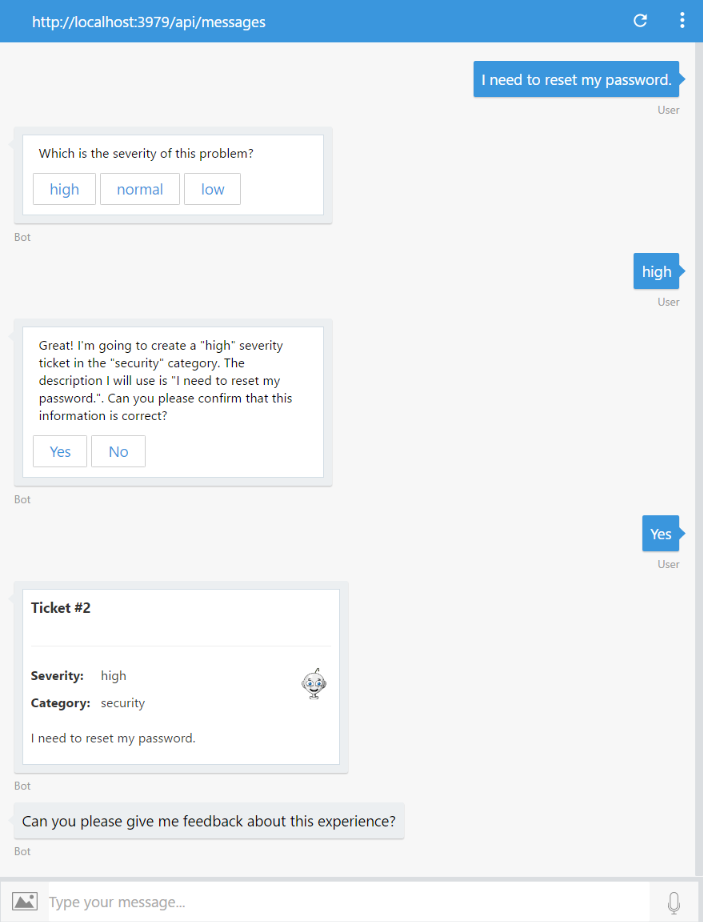 http://localhost:3979/api/messages
I need to reset my password.
User
Which is the severity of this problem?
high normal low
Bot
high
User
Great! I'm going to create a "high" severity
ticket in the "security" category. The
description I will use is "I need to reset my
password.". Can you please confirm that this
information is correct?
Yes No
Bot
Yes
User
Ticket #2
Severity: high
Category: security
I need to reset my password.
Bot
Can you please give me feedback about this experience?
Bot
Type your message...